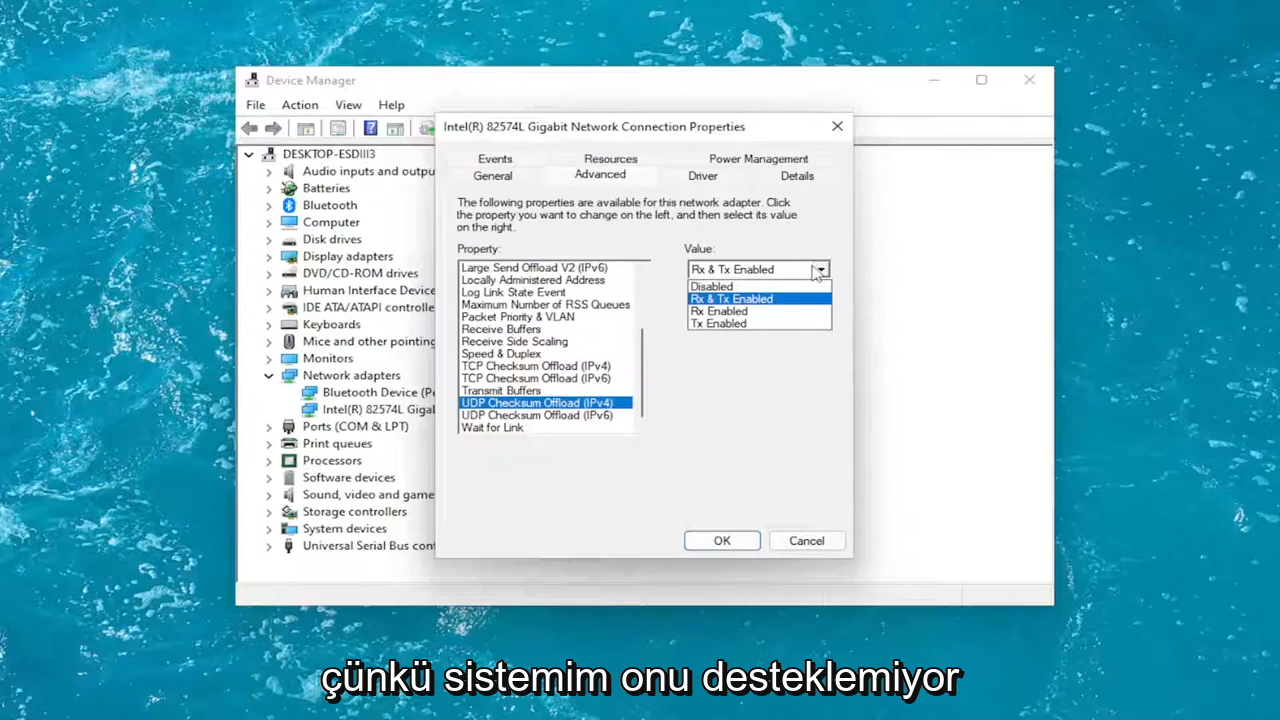 Device Manager
File Action View Help
DESKTOP-ESDIII3
Audio inputs and outpu
Batteries
Bluetooth
Computer
Disk drives
Display adapters
DVD/CD-ROM drives
Human Interface Device
IDE ATA/ATAPI controlle
Keyboards
Mice and other pointing
Monitors
Network adapters
Bluetooth Device (Pe
Intel(R) 82574L Gigal
Ports (COM & LPT)
Print queues
Processors
Software devices
Sound, video and game
Storage controllers
System devices
Universal Serial Bus cont
Intel(R) 82574L Gigabit Network Connection Properties
Events Resources Power Management
General Advanced Driver Details
The following properties are available for this network adapter. Click
the property you want to change on the left, and then select its value
on the right.
Property:
Large Send Offload V2 (IPv6)
Locally Administered Address
Log Link State Event
Maximum Number of RSS Queues
Packet Priority & VLAN
Receive Buffers
Receive Side Scaling
Speed & Duplex
TCP Checksum Offload (IPv4)
TCP Checksum Offload (IPv6)
Transmit Buffers
UDP Checksum Offload (IPv4)
UDP Checksum Offload (IPv6)
Wait for Link
Value:
Rx & Tx Enabled
Disabled
Rx & Tx Enabled
Rx Enabled
Tx Enabled
OK Cancel
çünkü sistemim onu desteklemiyor